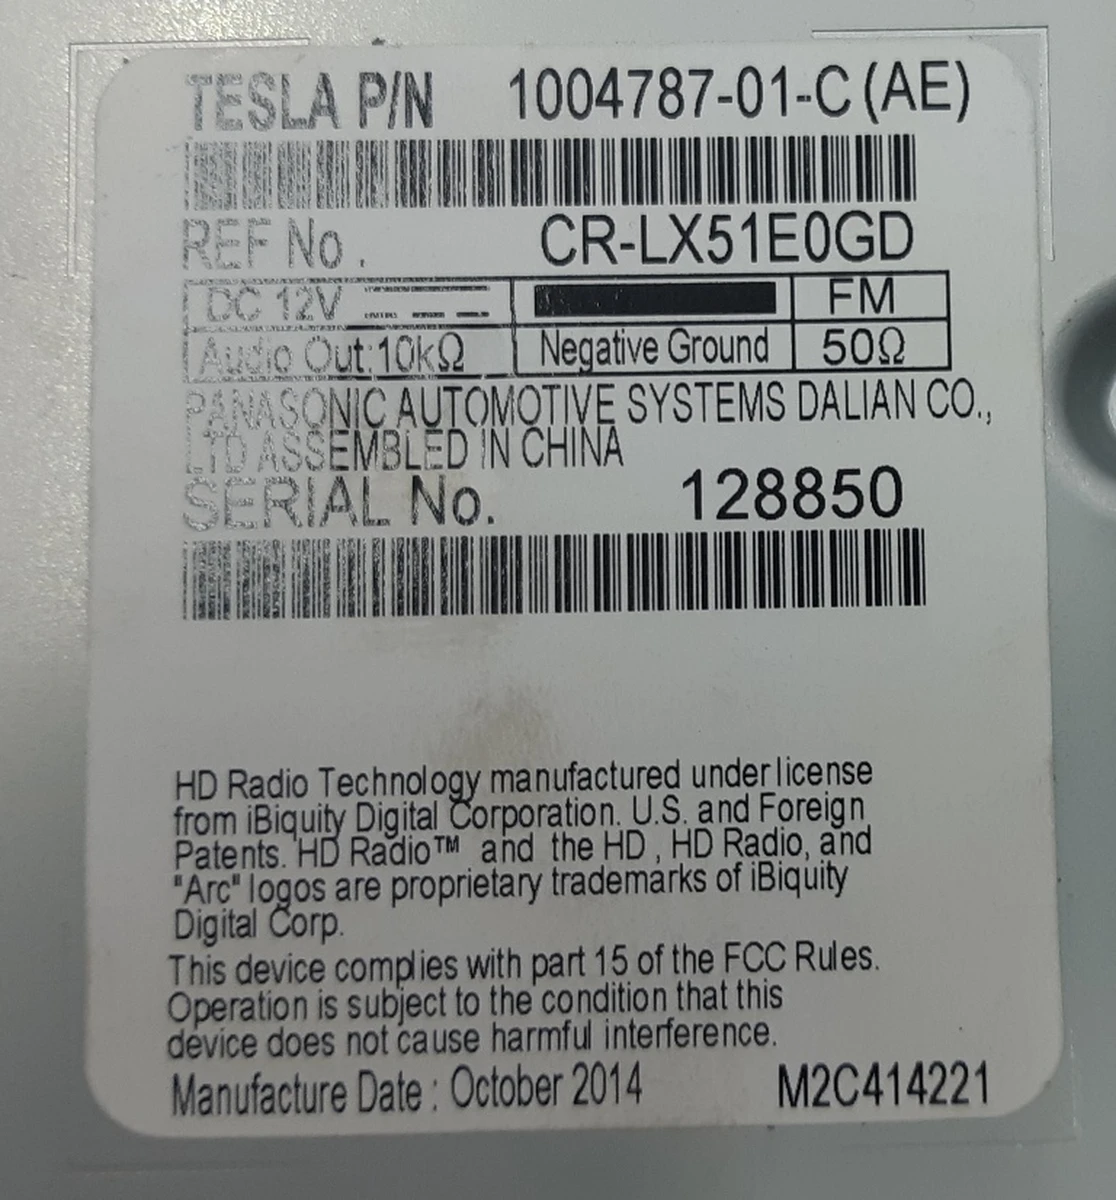 TESLA P/N 1004787-01-C (AE)
REF No. CR-LX51E0GD
DC 12V FM
Audio Out:10kΩ Negative Ground 50Ω
PANASONIC AUTOMOTIVE SYSTEMS DALIAN CO.,
LTD ASSEMBLED IN CHINA
SERIAL No. 128850
HD Radio Technology manufactured under license
from iBiquity Digital Corporation. U.S. and Foreign
Patents. HD Radio™ and the HD, HD Radio, and
"Arc" logos are proprietary trademarks of iBiquity
Digital Corp.
This device complies with part 15 of the FCC Rules.
Operation is subject to the condition that this
device does not cause harmful interference.
Manufacture Date : October 2014 M2C414221